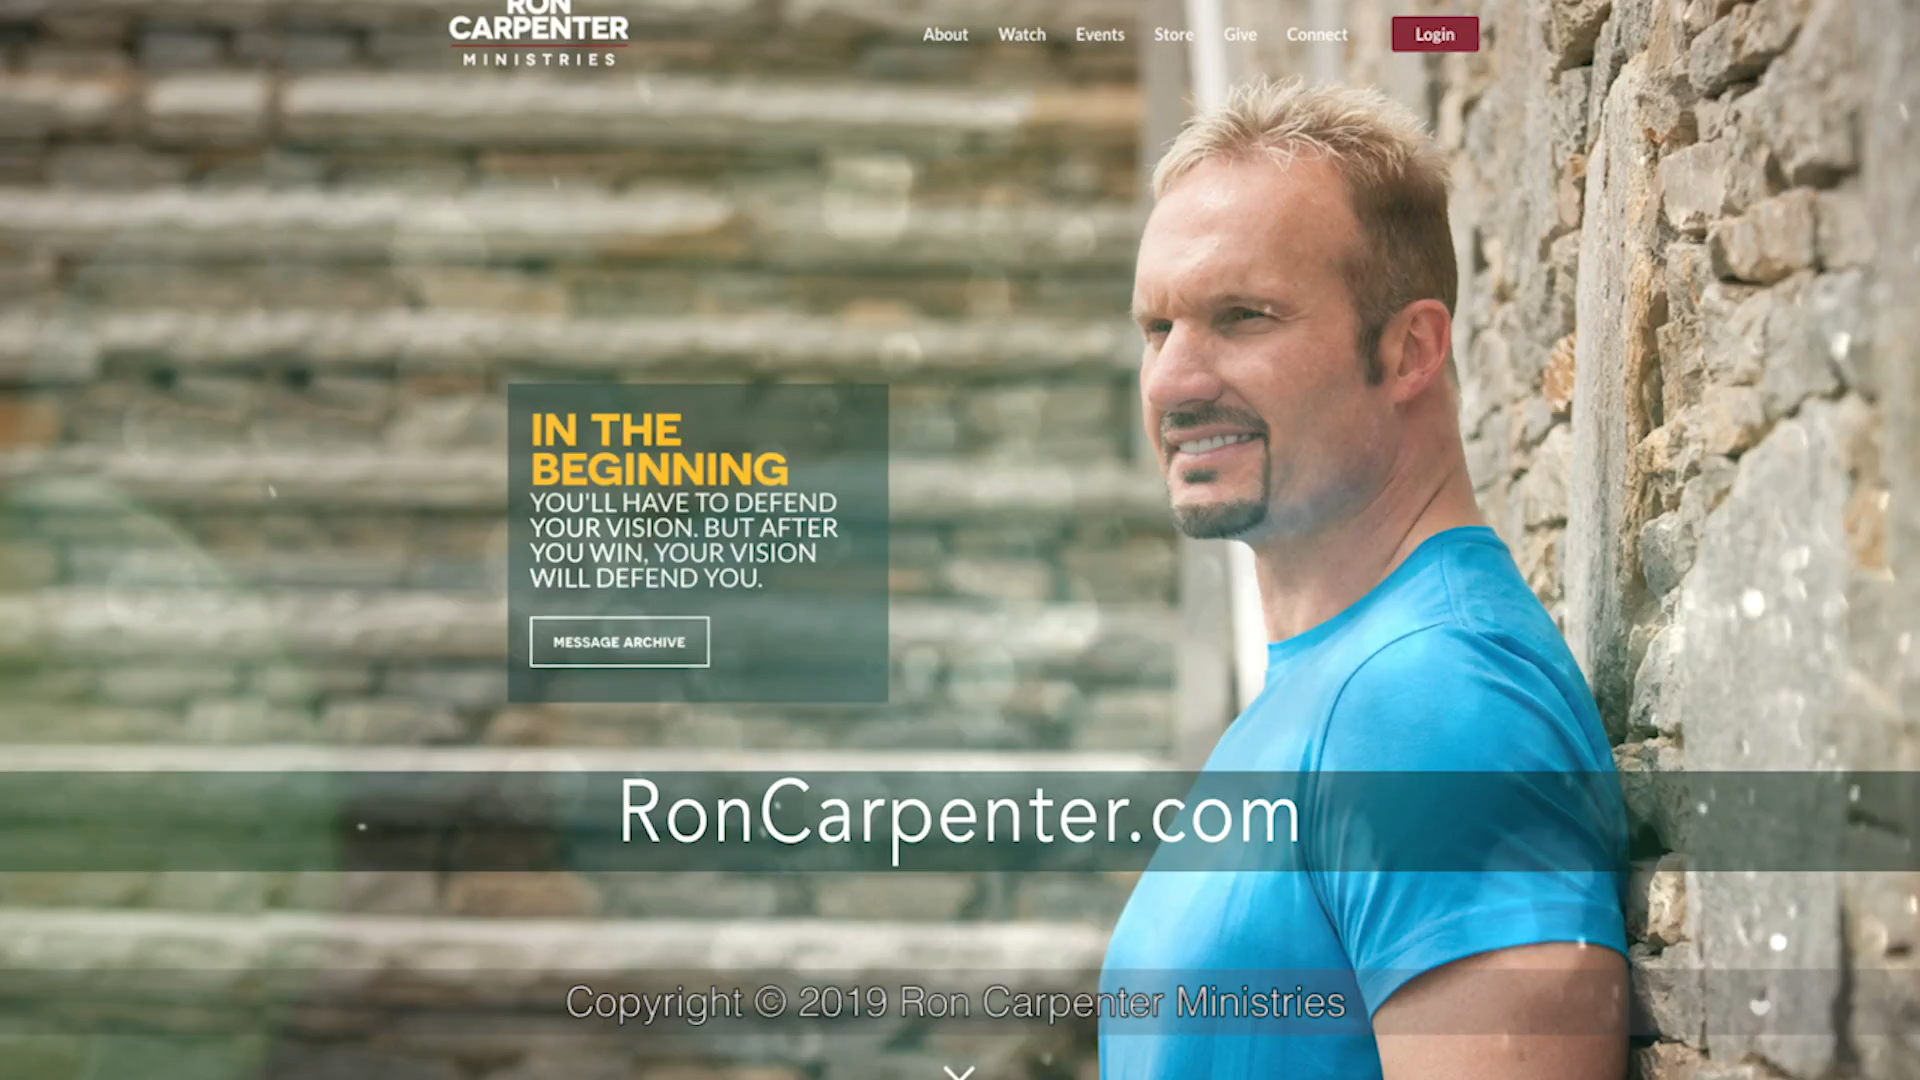 RON
CARPENTER
MINISTRIES
About Watch Events Store Give Connect Login
IN THE
BEGINNING
YOU'LL HAVE TO DEFEND
YOUR VISION. BUT AFTER
YOU WIN, YOUR VISION
WILL DEFEND YOU.
MESSAGE ARCHIVE
RonCarpenter.com
Copyright © 2019 Ron Carpenter Ministries